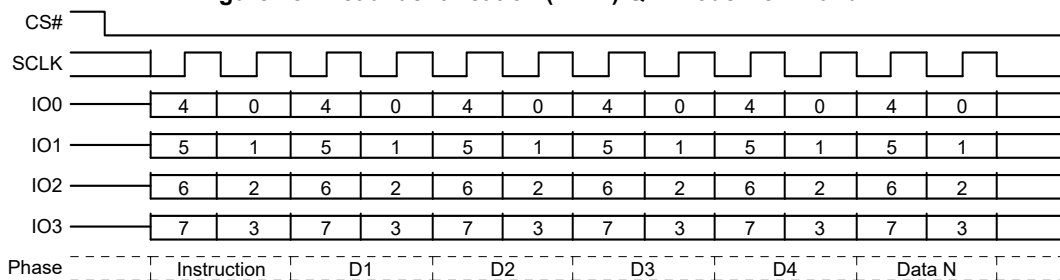 CS#
SCLK
IO0 4 0 4 0 4 0 4 0 4 0 4 0
IO1 5 1 5 1 5 1 5 1 5 1 5 1
IO2 6 2 6 2 6 2 6 2 6 2 6 2
IO3 7 3 7 3 7 3 7 3 7 3 7 3
Phase Instruction D1 D2 D3 D4 Data N